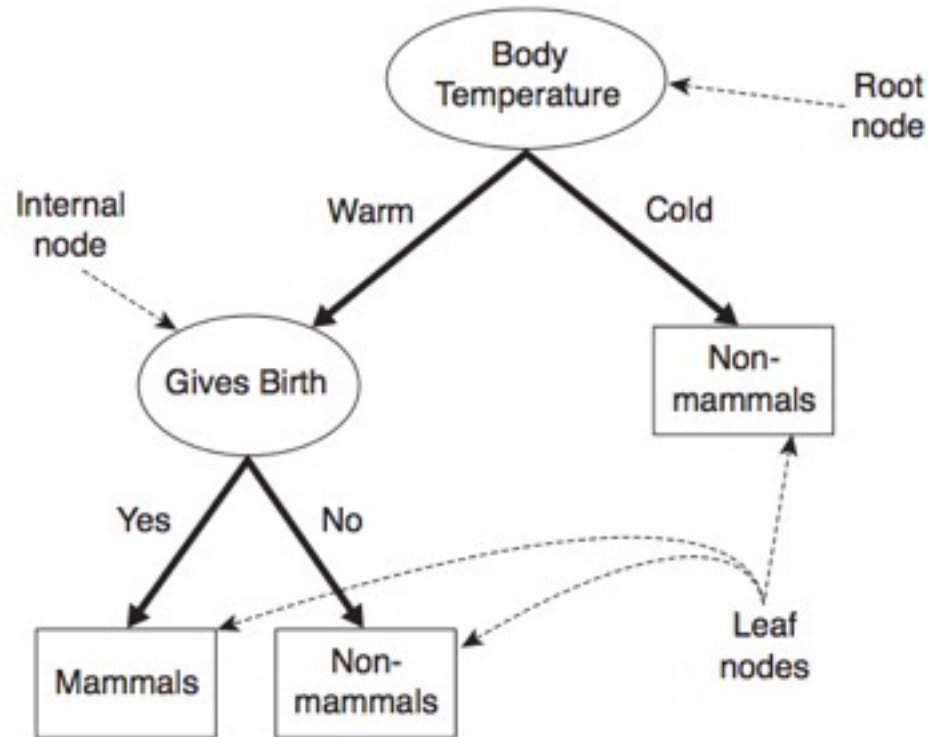 Body
Temperature
Root
node
Internal
node
Warm
Cold
Gives Birth
Non-
mammals
Yes
No
Mammals
Non-
mammals
Leaf
nodes